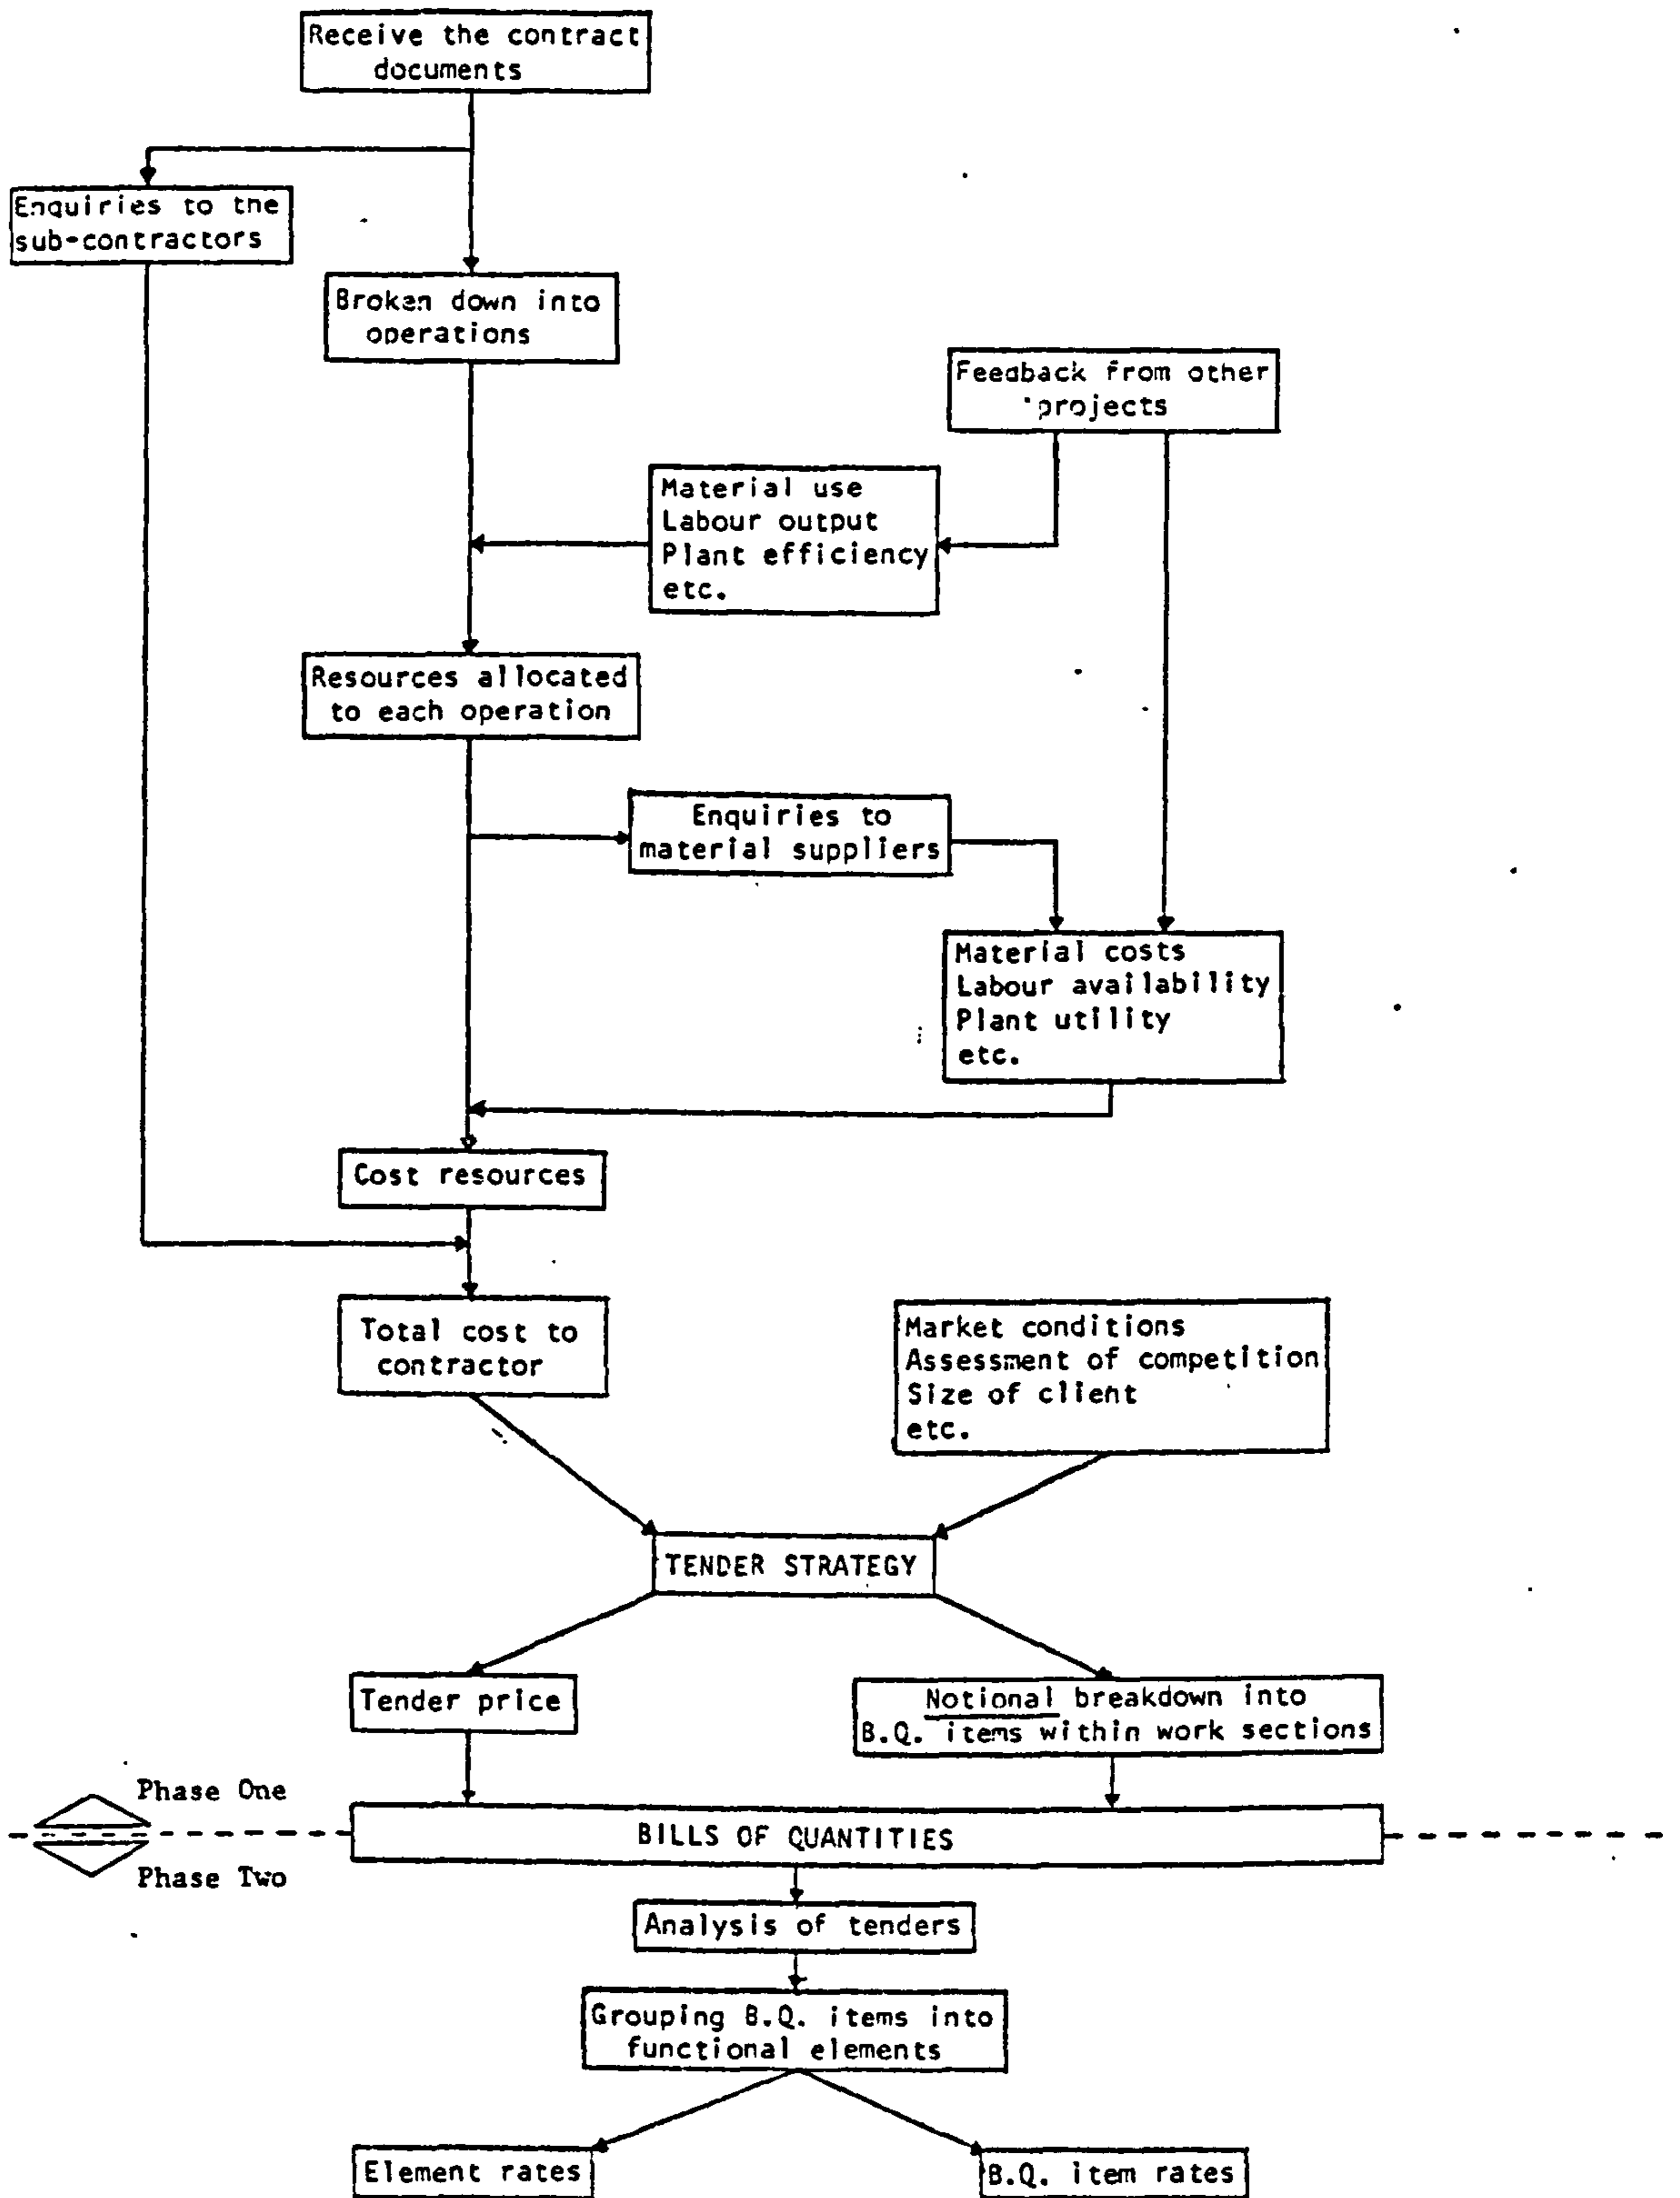 Receive the contract
documents
Enquiries to the
sub-contractors
Broken down into
operations
Feedback from other
projects
Material use
Labour output
Plant efficiency
etc.
Resources allocated
to each operation
Enquiries to
material suppliers
Material costs
Labour availability
Plant utility
etc.
Cost resources
Total cost to
contractor
Market conditions
Assessment of competition
Size of client
etc.
TENDER STRATEGY
Tender price
Notional breakdown into
B.Q. items within work sections
Phase One
BILLS OF QUANTITIES
Phase Two
Analysis of tenders
Grouping B.Q. items into
functional elements
Element rates
B.Q. item rates